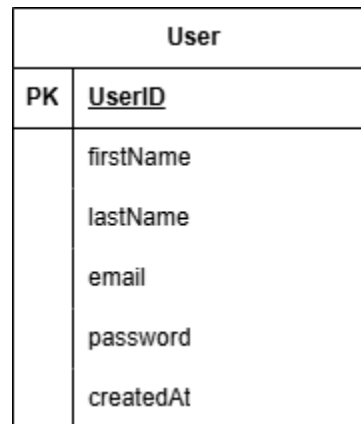 User
PK UserID
firstName
lastName
email
password
createdAt